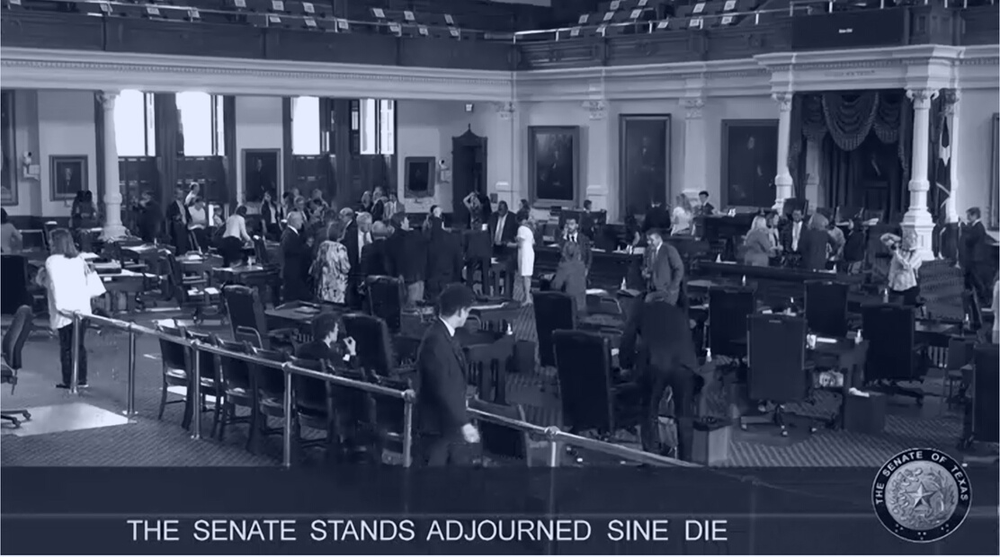 THE SENATE STANDS ADJOURNED SINE DIE
THE SENATE OF TEXAS